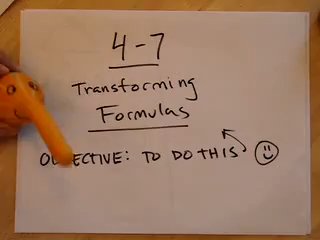 4-7
Transforming
Formulas
OBJECTIVE: TO DO THIS